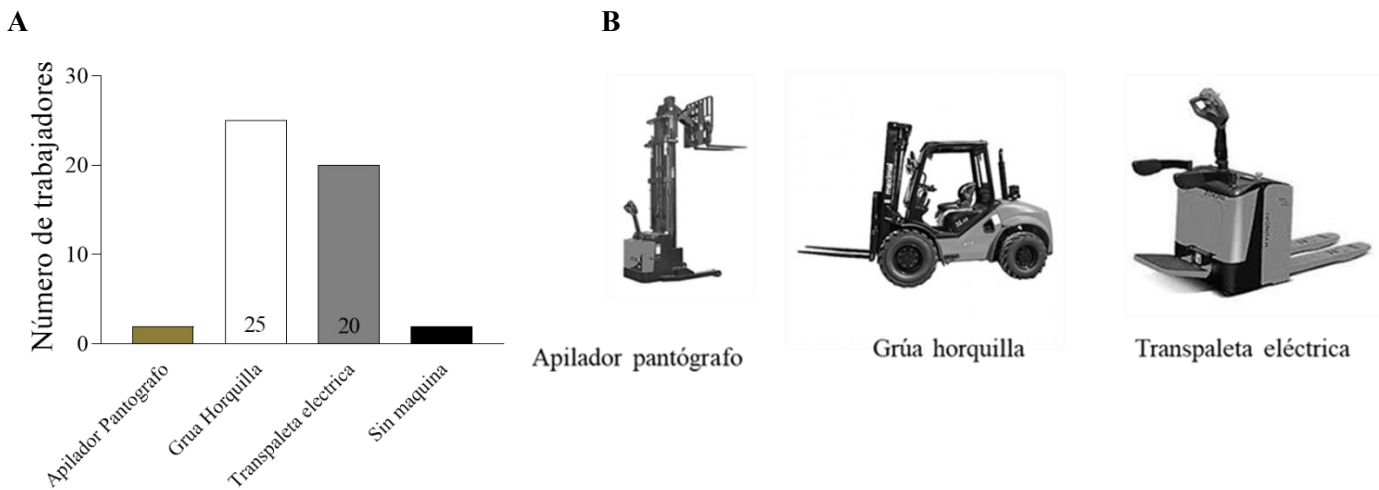 A
B
Número de trabajadores
30
20
10
0
25
20
Apilador Pantografo
Grua Horquilla
Transpaleta electrica
Sin maquina
Apilador pantógrafo
Grúa horquilla
Transpaleta eléctrica
HYUNDAI